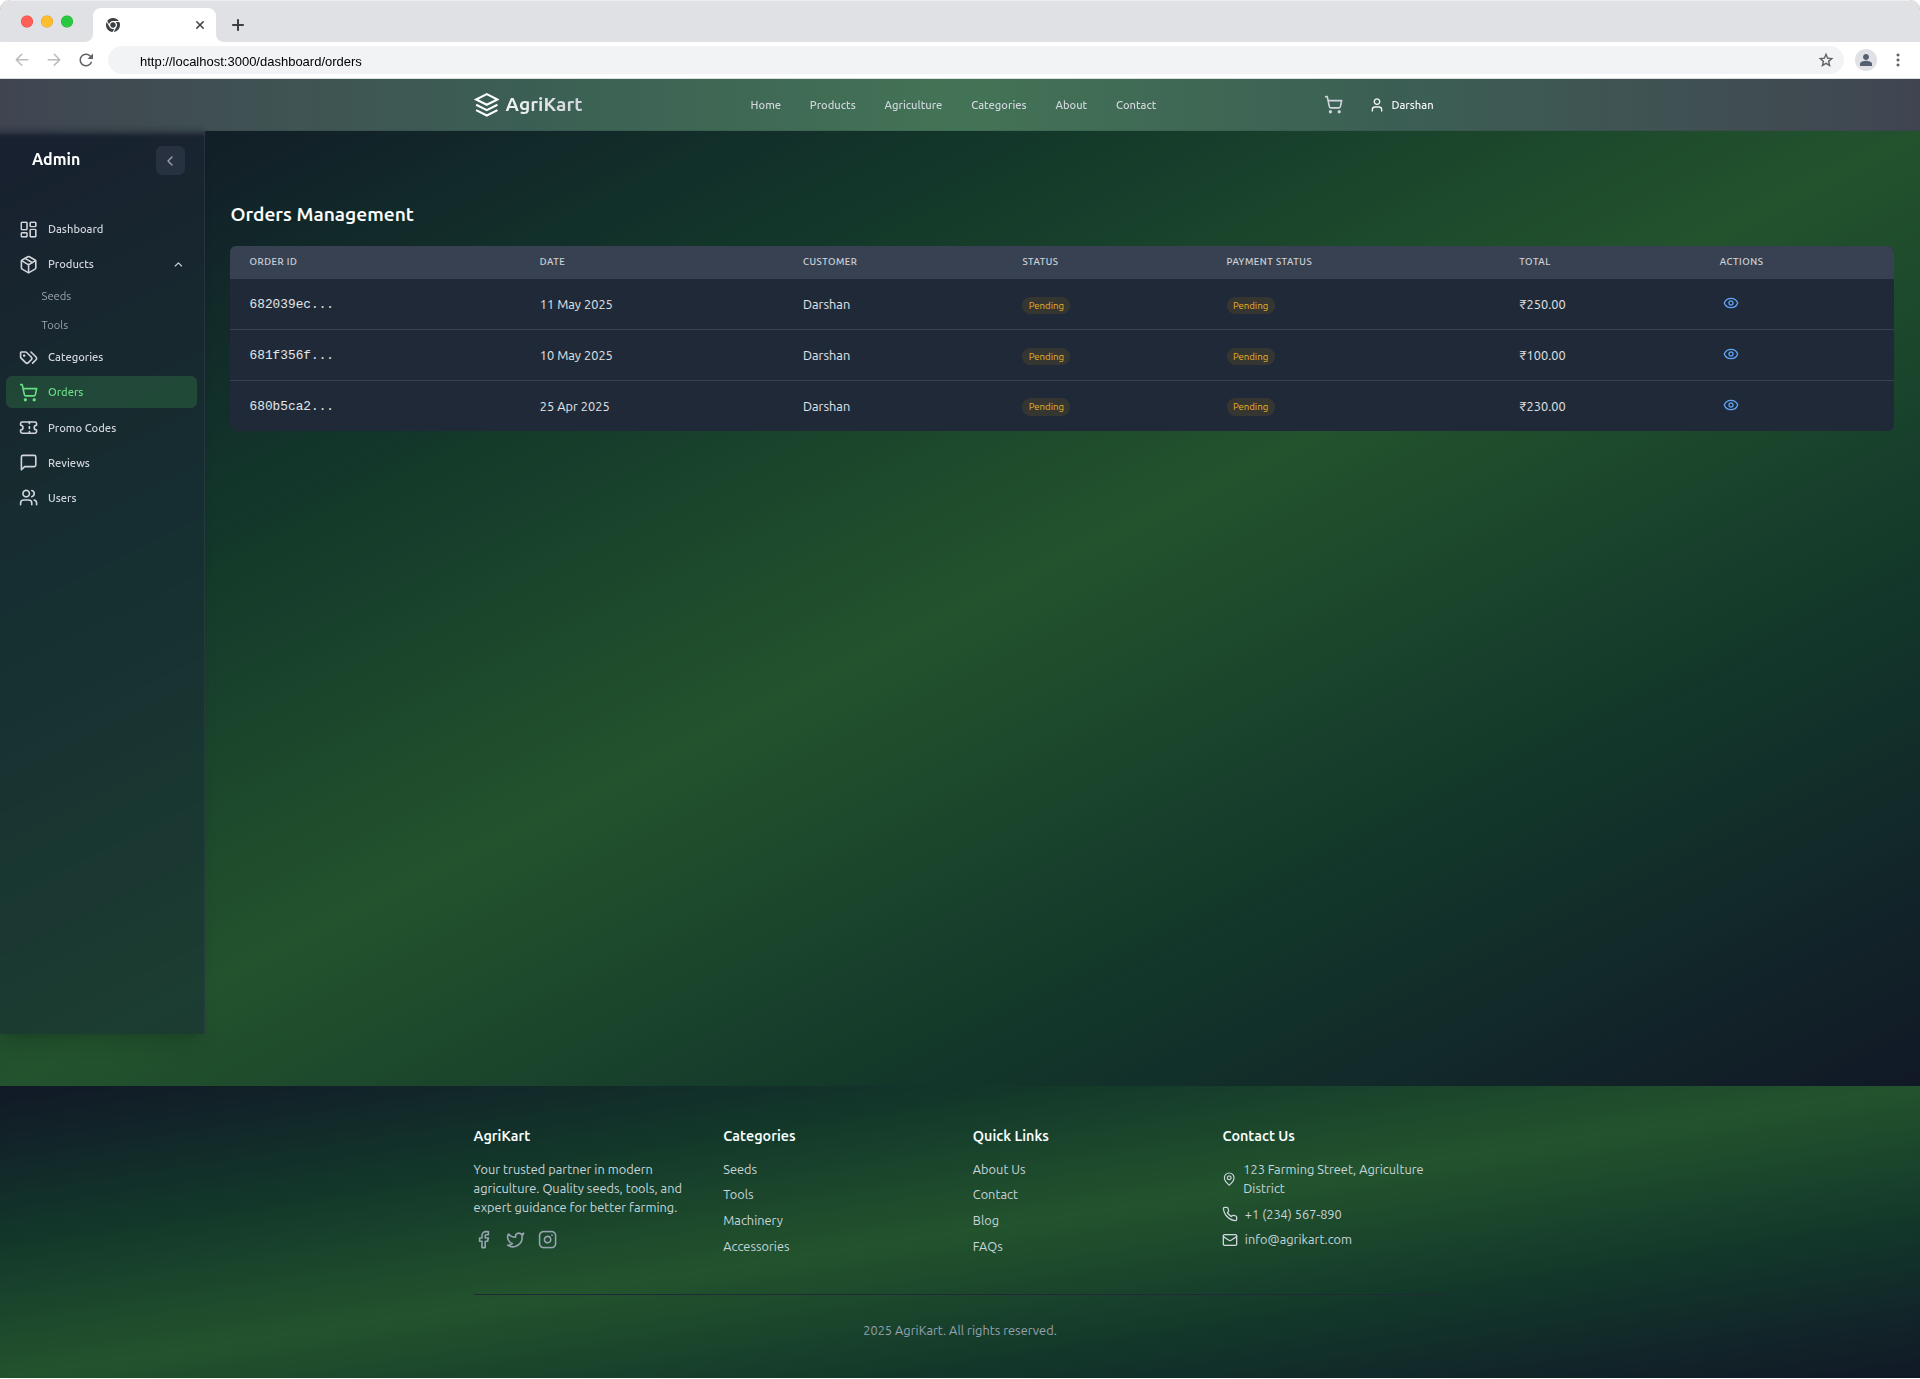 http://localhost:3000/dashboard/orders
AgriKart
Home
Products
Agriculture
Categories
About
Contact
Darshan
Admin
Dashboard
Products
Seeds
Tools
Categories
Orders
Promo Codes
Reviews
Users
Orders Management
ORDER ID DATE CUSTOMER STATUS PAYMENT STATUS TOTAL ACTIONS
682039ec... 11 May 2025 Darshan Pending Pending ₹250.00
681f356f... 10 May 2025 Darshan Pending Pending ₹100.00
680b5ca2... 25 Apr 2025 Darshan Pending Pending ₹230.00
AgriKart
Your trusted partner in modern
agriculture. Quality seeds, tools, and
expert guidance for better farming.
Categories
Seeds
Tools
Machinery
Accessories
Quick Links
About Us
Contact
Blog
FAQs
Contact Us
123 Farming Street, Agriculture
District
+1 (234) 567-890
info@agrikart.com
2025 AgriKart. All rights reserved.